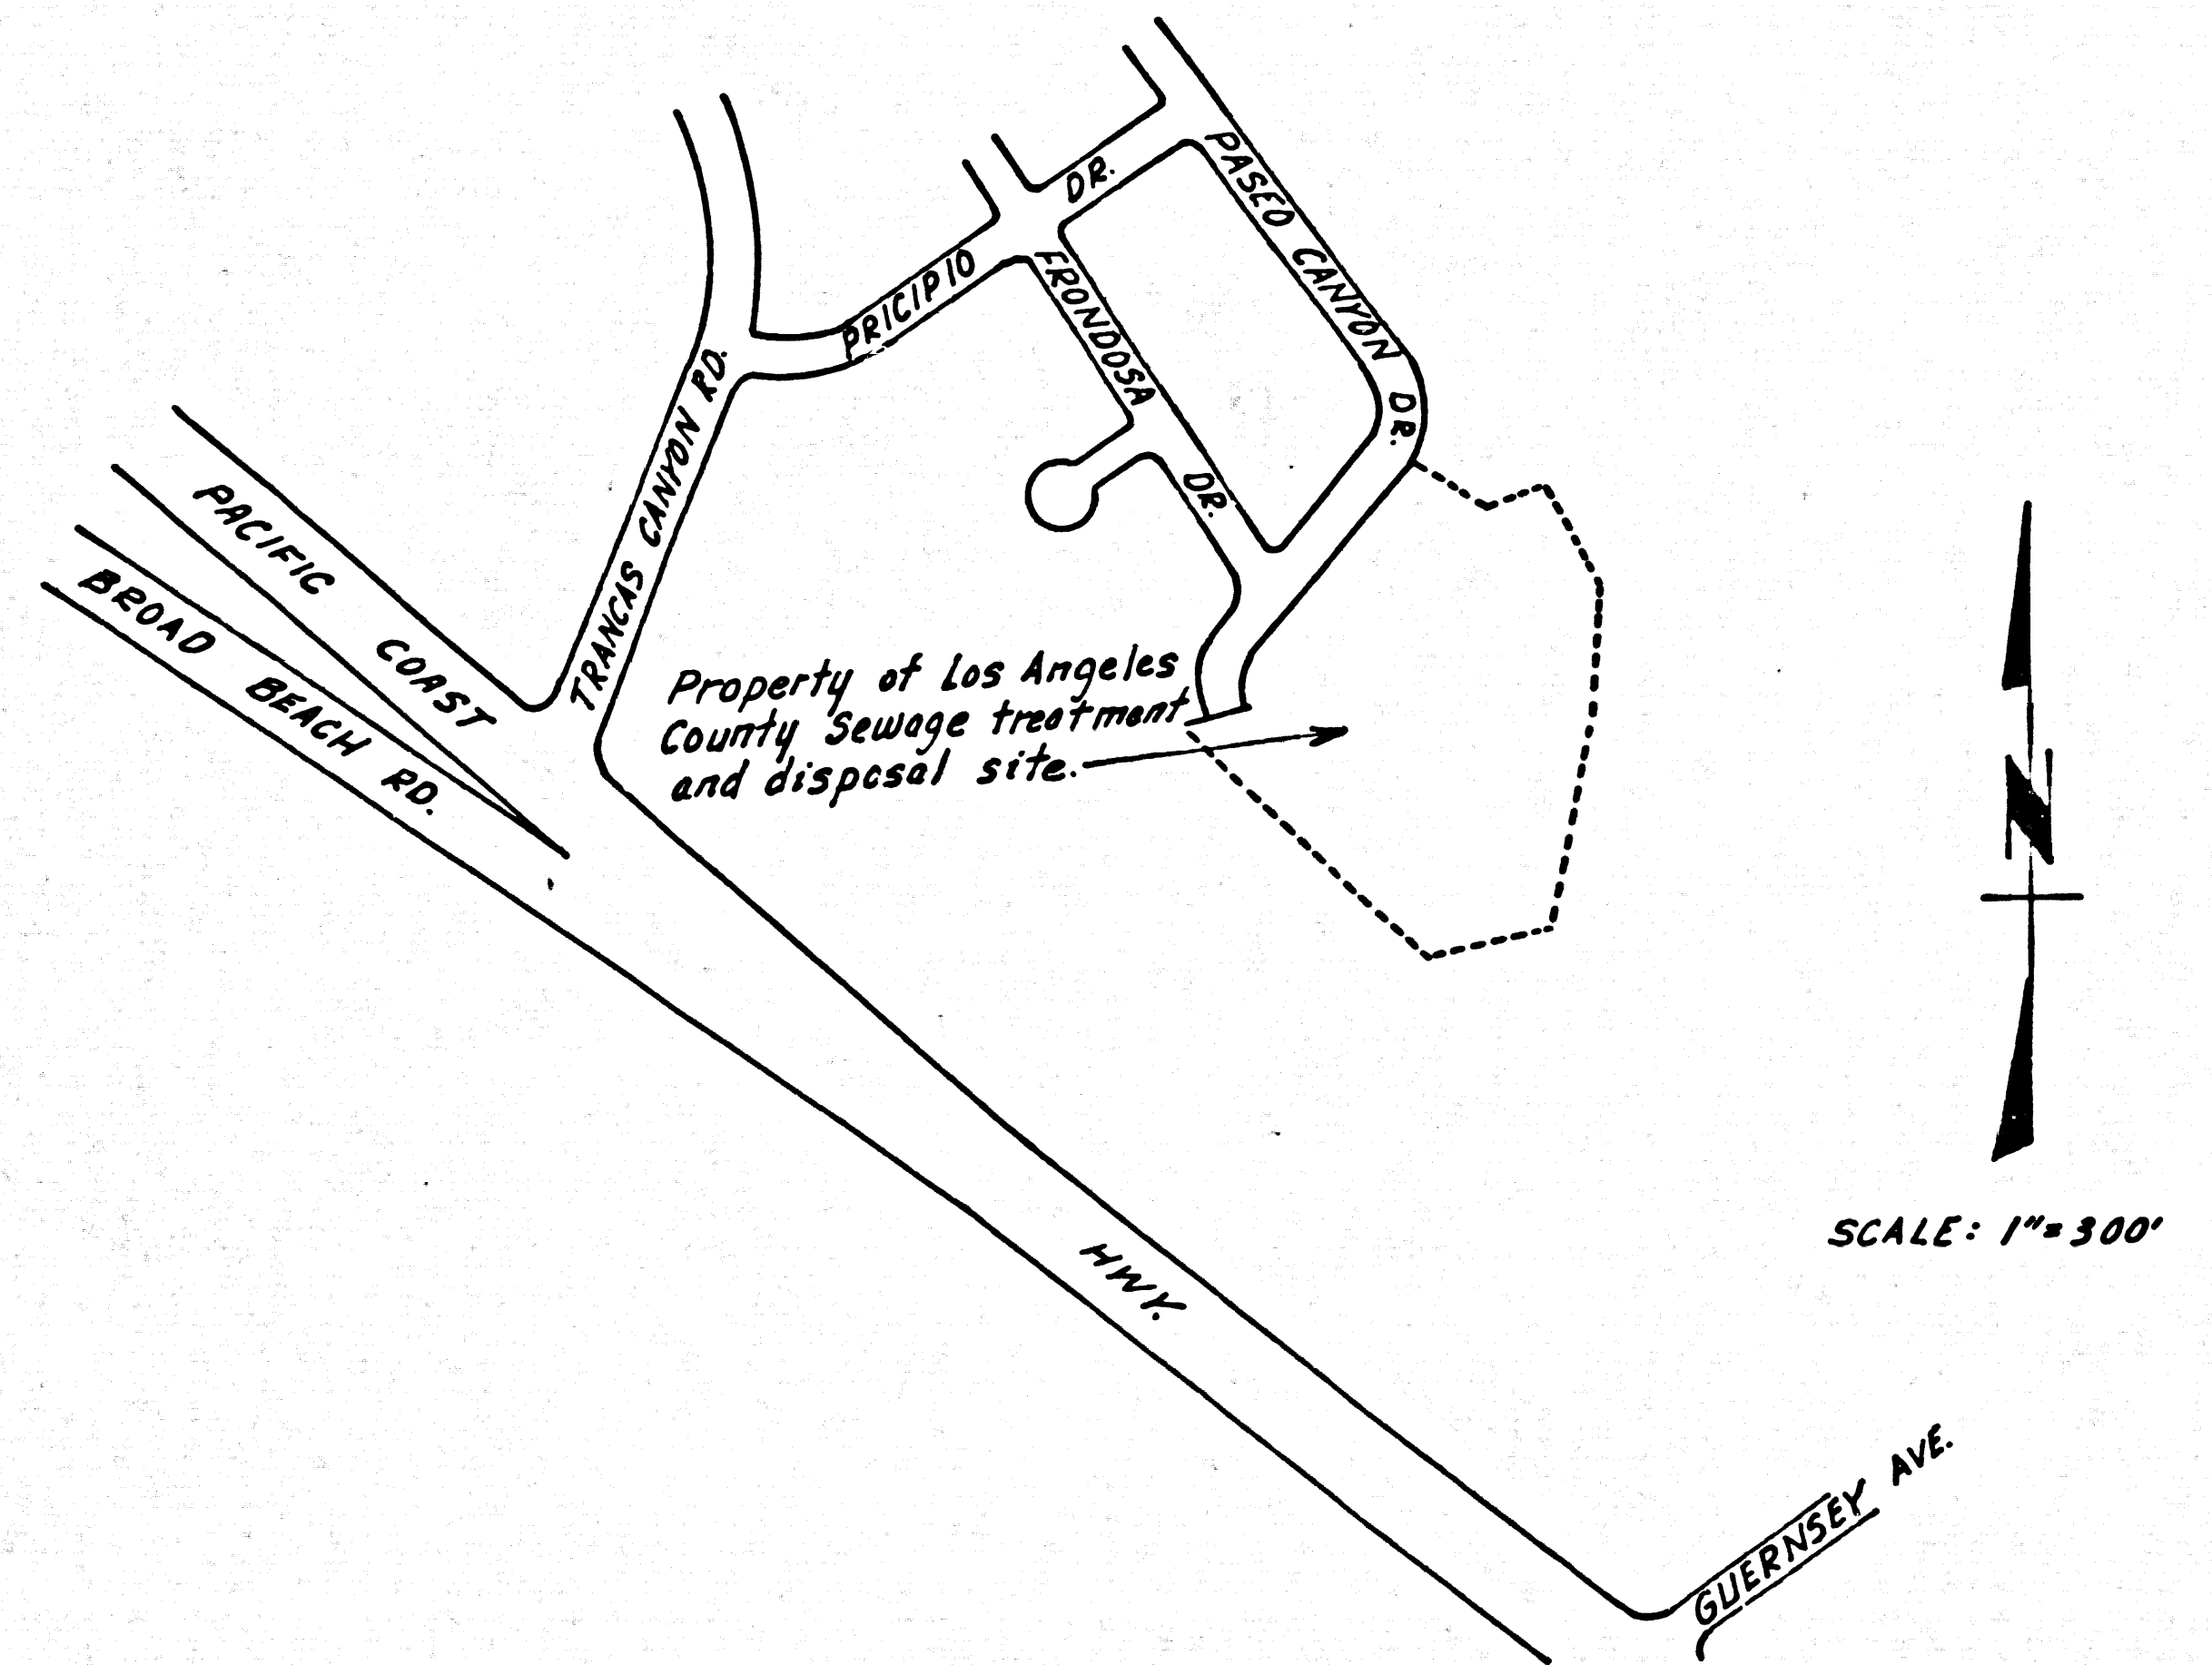 PASEO CANYON DR.
PRICIPIO DR.
FRONDOSA DR.
TRANCAS CANYON RD.
PACIFIC COAST HWY.
BROAD BEACH RD.
Property of Los Angeles
County Sewage treatment
and disposal site.
N
SCALE: 1"=300'
GUERNSEY AVE.